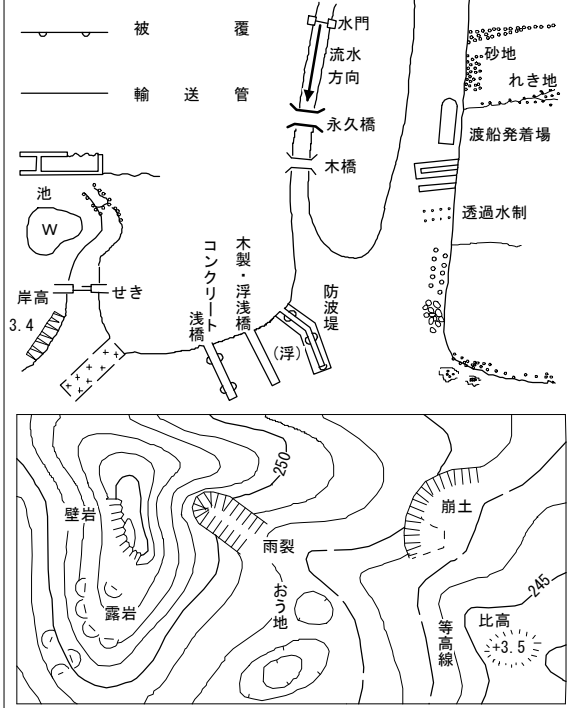 被　　覆
輸　送　管
水門
流水
方向
永久橋
木橋
砂地
れき地
渡船発着場
透過水制
池
W
せき
岸高
3.4
コンクリート
浅橋
木製・浮浅橋
防波堤
(浮)
250
壁岩
露岩
雨裂
おう地
崩土
245
等高線
比高
+3.5